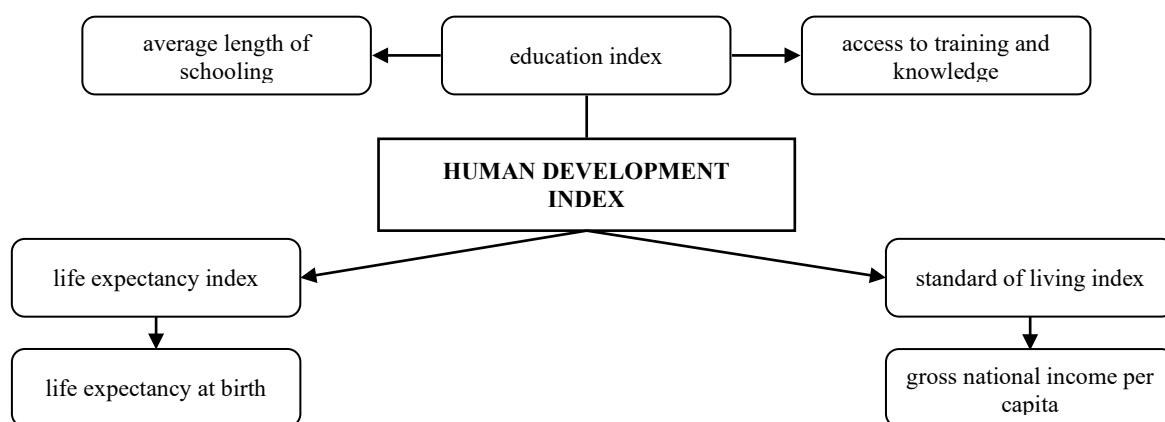 average length of
schooling
education index
access to training and
knowledge
HUMAN DEVELOPMENT
INDEX
life expectancy index
standard of living index
life expectancy at birth
gross national income per
capita